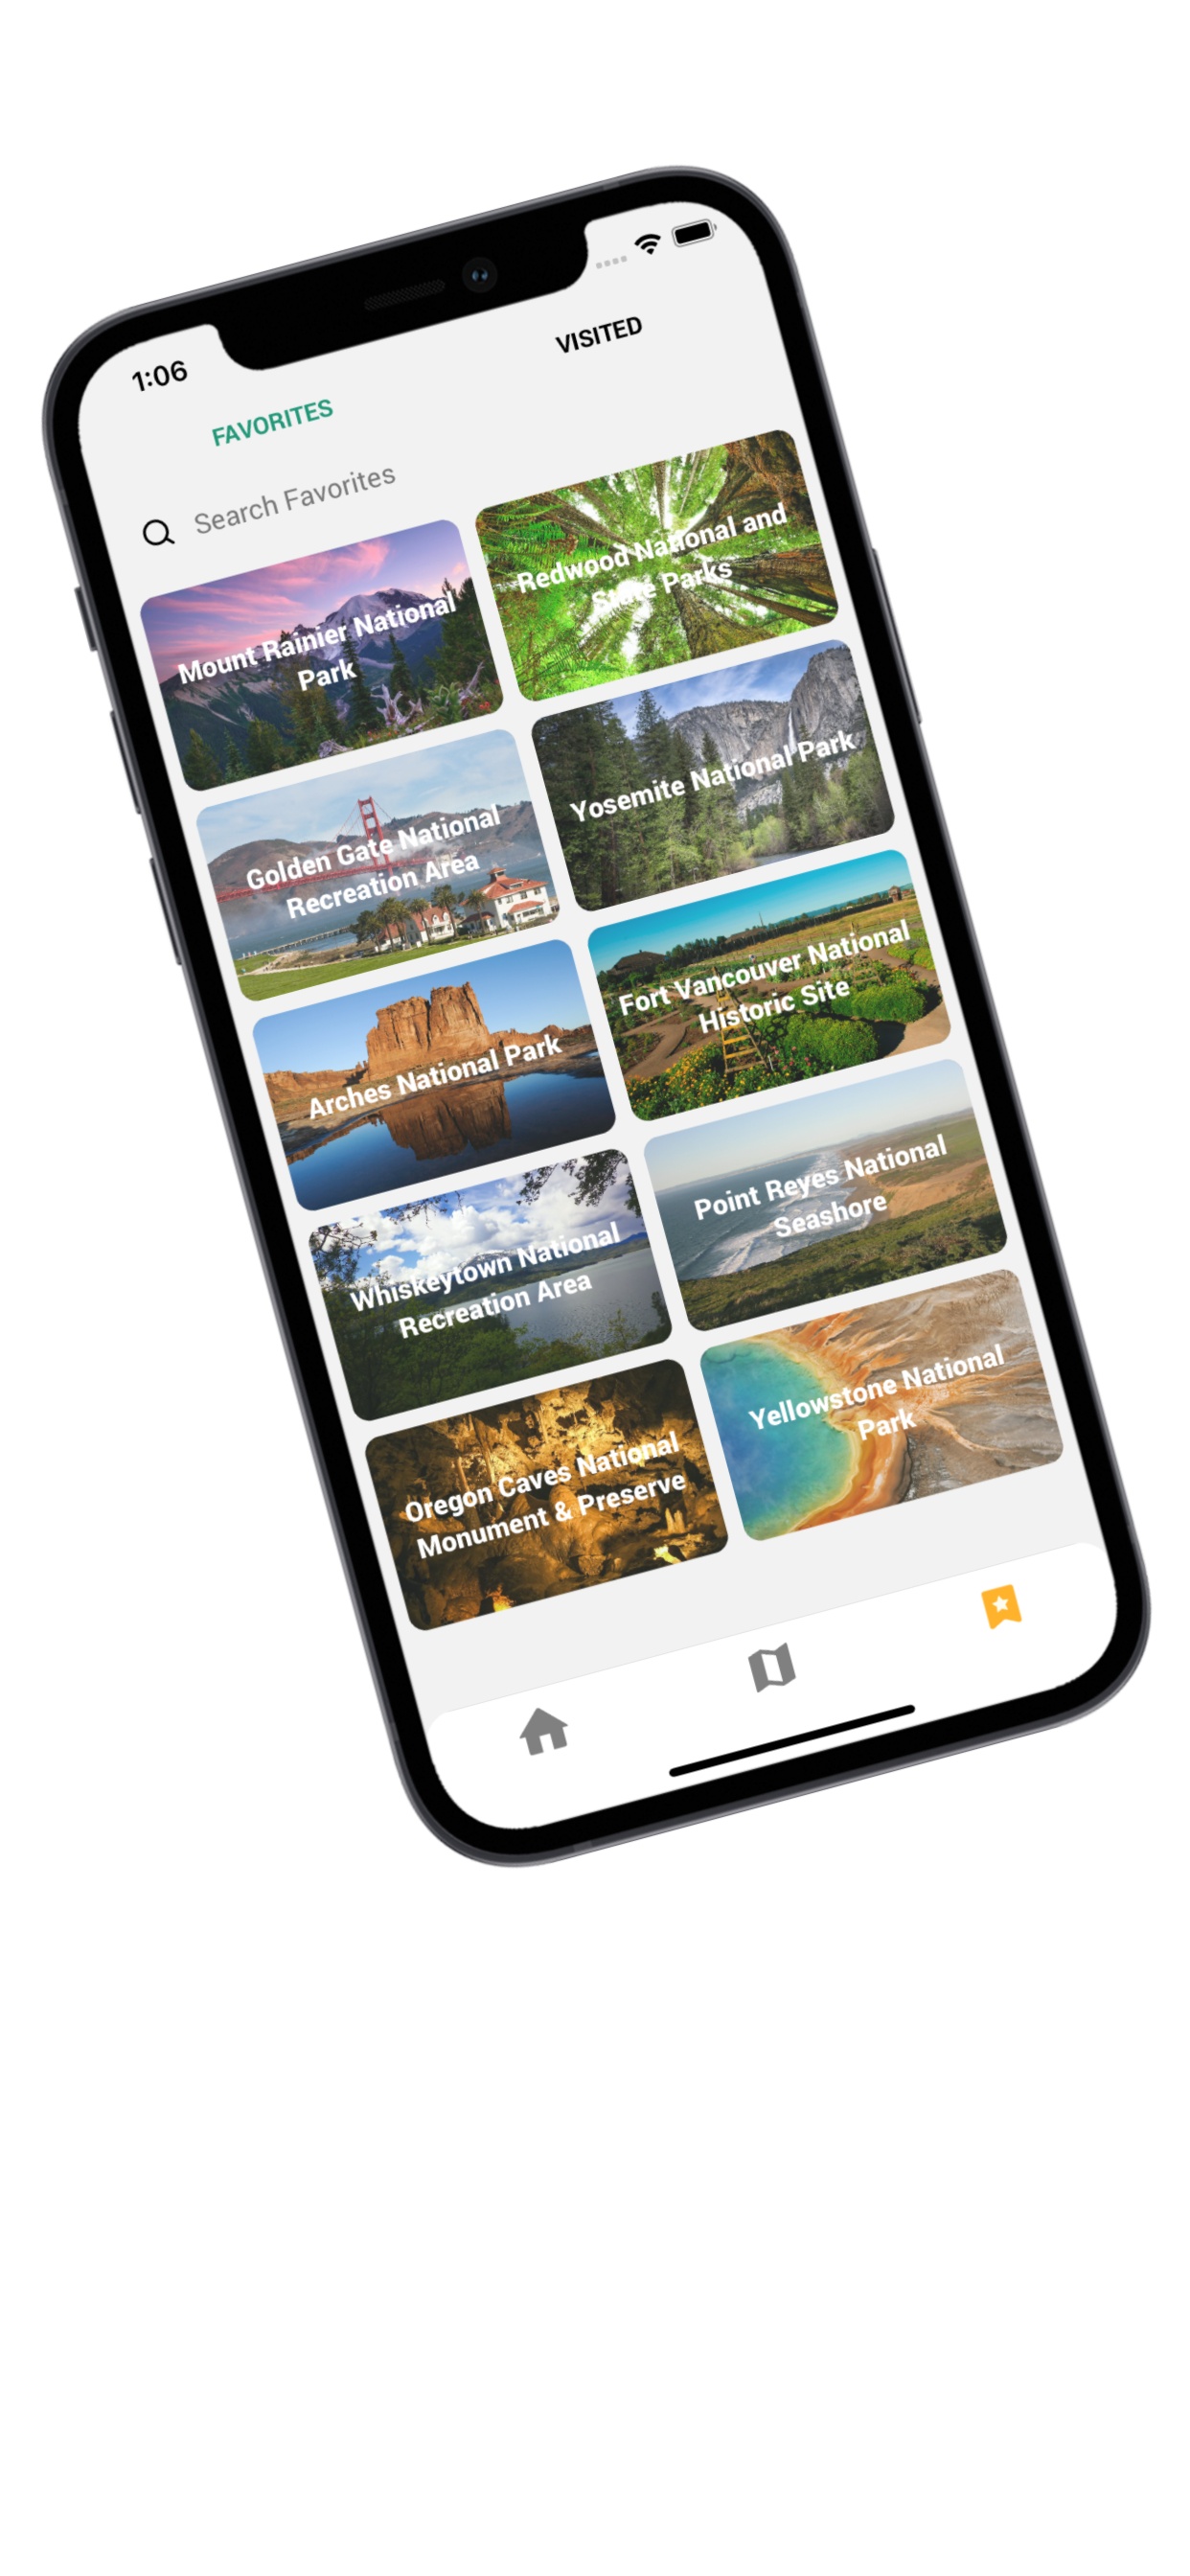 1:06
FAVORITES
VISITED
Search Favorites
Mount Rainier National
Park
Redwood National and
State Parks
Golden Gate National
Recreation Area
Yosemite National Park
Arches National Park
Fort Vancouver National
Historic Site
Whiskeytown National
Recreation Area
Point Reyes National
Seashore
Oregon Caves National
Monument & Preserve
Yellowstone National
Park